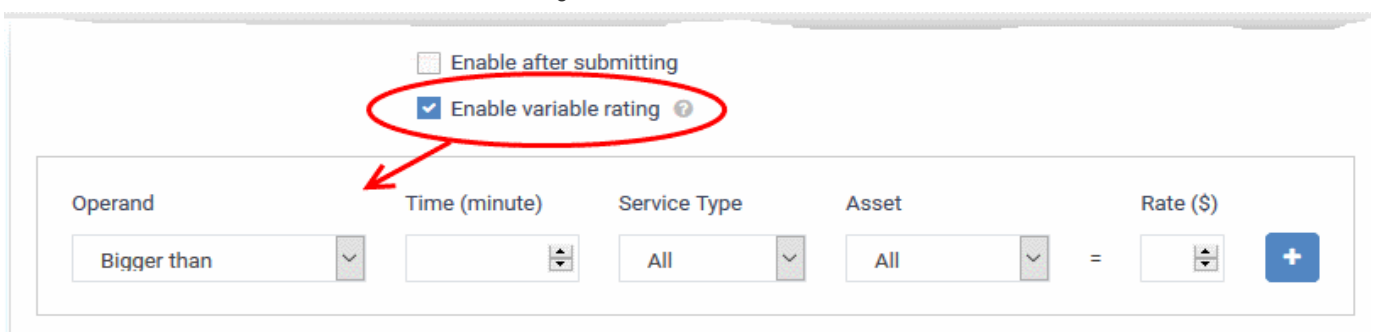 Enable after submitting
Enable variable rating ?
Operand Time (minute) Service Type Asset Rate ($)
Bigger than All All = +